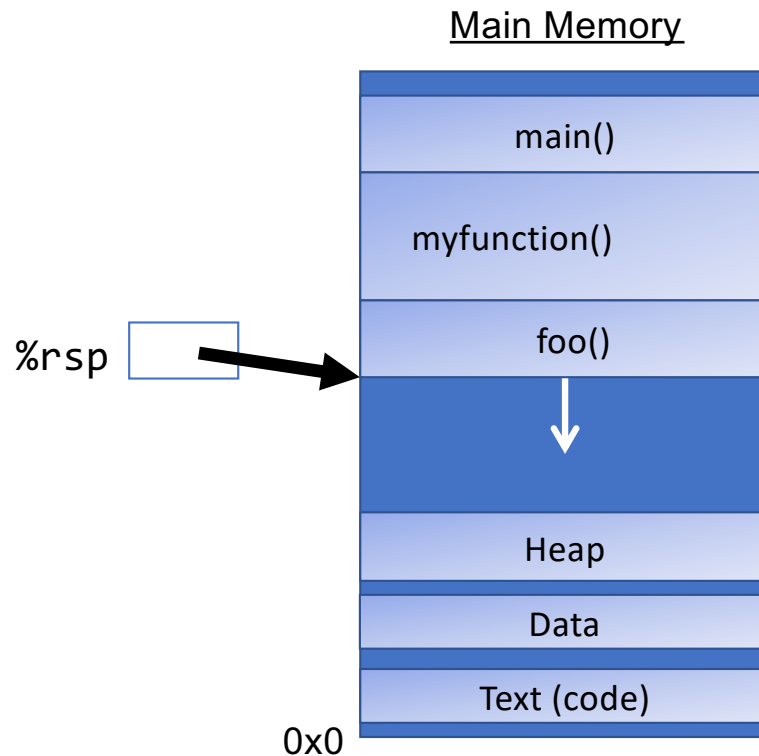 Main Memory
main()
myfunction()
foo()
%rsp
Heap
Data
Text (code)
0x0